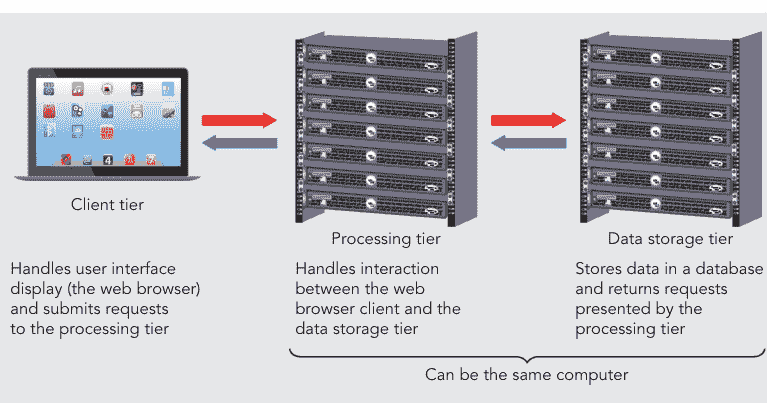 Client tier
Processing tier
Data storage tier
Handles user interface
display (the web browser)
and submits requests
to the processing tier
Handles interaction
between the web
browser client and the
data storage tier
Stores data in a database
and returns requests
presented by the
processing tier
Can be the same computer